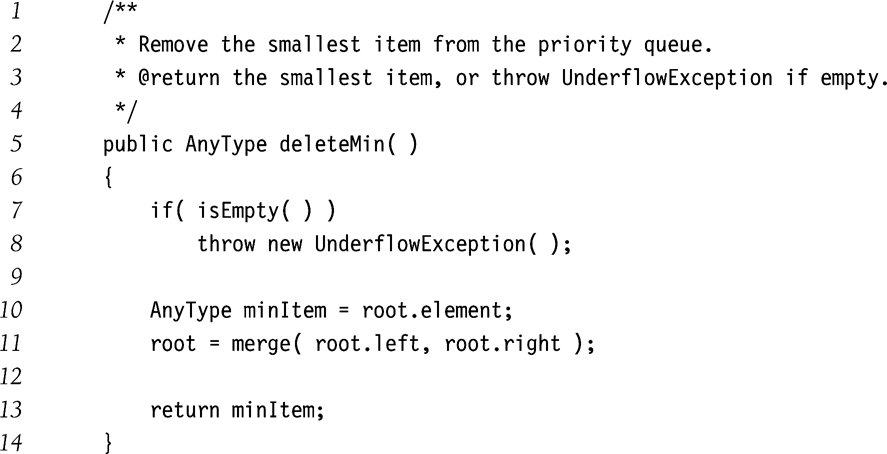 1 /**
2 * Remove the smallest item from the priority queue.
3 * @return the smallest item, or throw UnderflowException if empty.
4 */
5 public AnyType deleteMin( )
6 {
7 if( isEmpty( ) )
8 throw new UnderflowException( );
9
10 AnyType minItem = root.element;
11 root = merge( root.left, root.right );
12
13 return minItem;
14 }